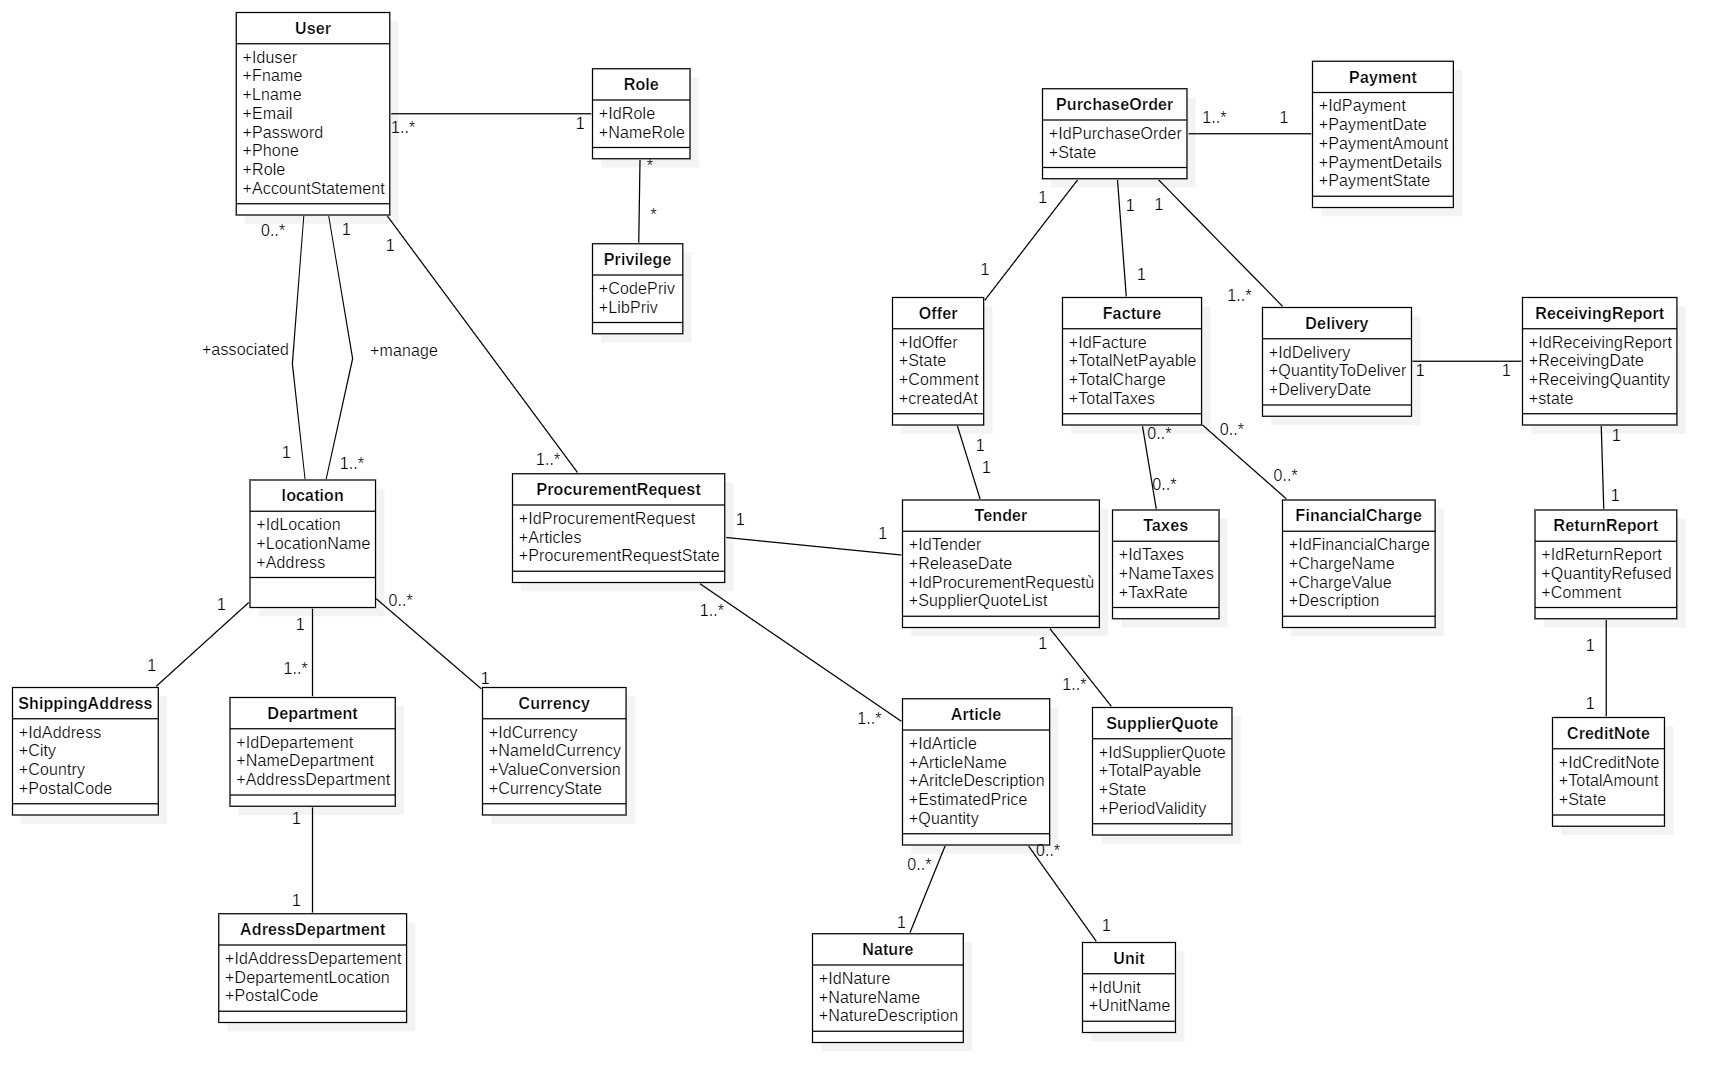 User
+Iduser
+Fname
+Lname
+Email
+Password
+Phone
+Role
+AccountStatement
Role
+IdRole
+NameRole
1..*
1
*
*
Privilege
+CodePriv
+LibPriv
0..*
1
1
+associated
+manage
1
1..*
1..*
location
+IdLocation
+LocationName
+Address
ProcurementRequest
+IdProcurementRequest
+Articles
+ProcurementRequestState
1
1
1
1
1..*
0..*
1
1
ShippingAddress
+IdAddress
+City
+Country
+PostalCode
Department
+IdDepartement
+NameDepartment
+AddressDepartment
Currency
+IdCurrency
+NameIdCurrency
+ValueConversion
+CurrencyState
1
1
AdressDepartment
+IdAddressDepartement
+DepartementLocation
+PostalCode
PurchaseOrder
+IdPurchaseOrder
+State
1..*
1
Payment
+IdPayment
+PaymentDate
+PaymentAmount
+PaymentDetails
+PaymentState
1
1
1
1
1
1..*
Offer
+IdOffer
+State
+Comment
+createdAt
Facture
+IdFacture
+TotalNetPayable
+TotalCharge
+TotalTaxes
Delivery
+IdDelivery
+QuantityToDeliver
+DeliveryDate
1
1
ReceivingReport
+IdReceivingReport
+ReceivingDate
+ReceivingQuantity
+state
1
1
0..*
0..*
0..*
0..*
1
1
Tender
+IdTender
+ReleaseDate
+IdProcurementRequestù
+SupplierQuoteList
Taxes
+IdTaxes
+NameTaxes
+TaxRate
FinancialCharge
+IdFinancialCharge
+ChargeName
+ChargeValue
+Description
ReturnReport
+IdReturnReport
+QuantityRefused
+Comment
1..*
1..*
1
1..*
1
1
Article
+IdArticle
+ArticleName
+AritcleDescription
+EstimatedPrice
+Quantity
SupplierQuote
+IdSupplierQuote
+TotalPayable
+State
+PeriodValidity
CreditNote
+IdCreditNote
+TotalAmount
+State
0..*
0..*
1
1
Nature
+IdNature
+NatureName
+NatureDescription
Unit
+IdUnit
+UnitName